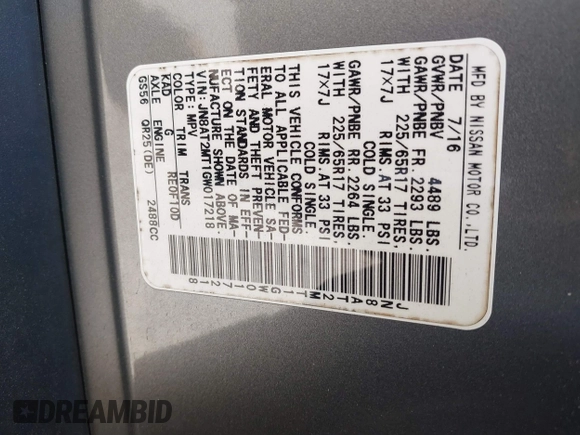 MFD BY NISSAN MOTOR CO.,LTD.
DATE 7/16
GVWR/PNBV 4489 LBS.
GAWR/PNBE FR. 2293 LBS.
WITH 225/65R17 TIRES,
17X7J RIMS, AT 33 PSI
COLD SINGLE.
GAWR/PNBE RR. 2264 LBS.
WITH 225/65R17 TIRES,
17X7J RIMS, AT 33 PSI
COLD SINGLE.
THIS VEHICLE CONFORMS
TO ALL APPLICABLE FED-
ERAL MOTOR VEHICLE SA-
FETY AND THEFT PREVEN-
TION STANDARDS IN EFF-
ECT ON THE DATE OF MA-
NUFACTURE SHOWN ABOVE.
VIN: JN8AT2MT1GW017218
TYPE: MPV
COLOR TRIM TRANS
KAD G RE0F10D
AXLE ENGINE
GS56 QR25(DE) 2488CC
JN8AT2MT1GW017218
DREAMBID